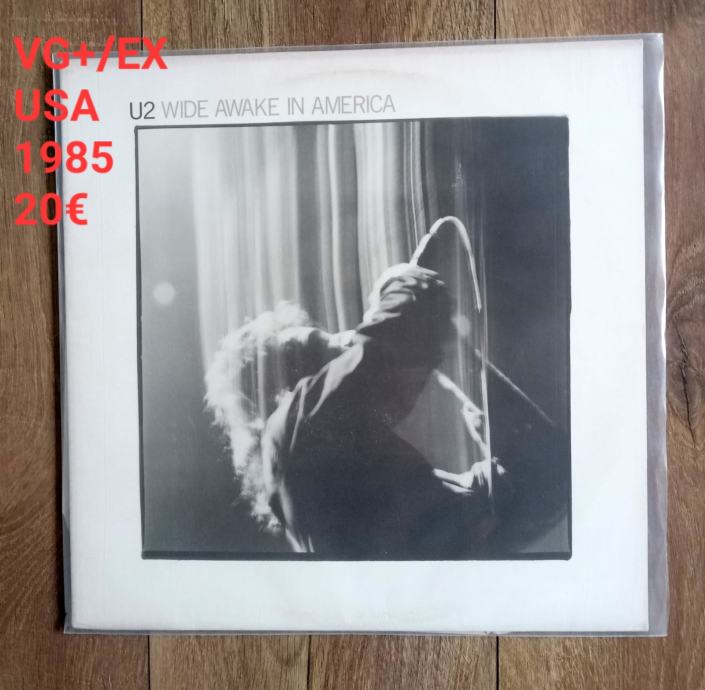 VG+/EX
USA
1985
20€
U2 WIDE AWAKE IN AMERICA